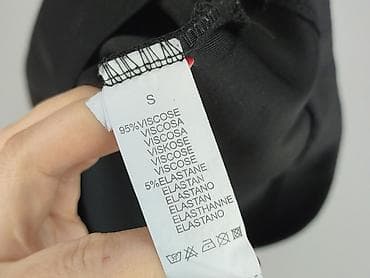 S
95%VISCOSE
VISCOSA
VISKOSE
VISCOSE
VISCOSE
5%ELASTANE
ELASTAN
ELASTANO
ELASTAN
ELASTHANNE
ELASTANO